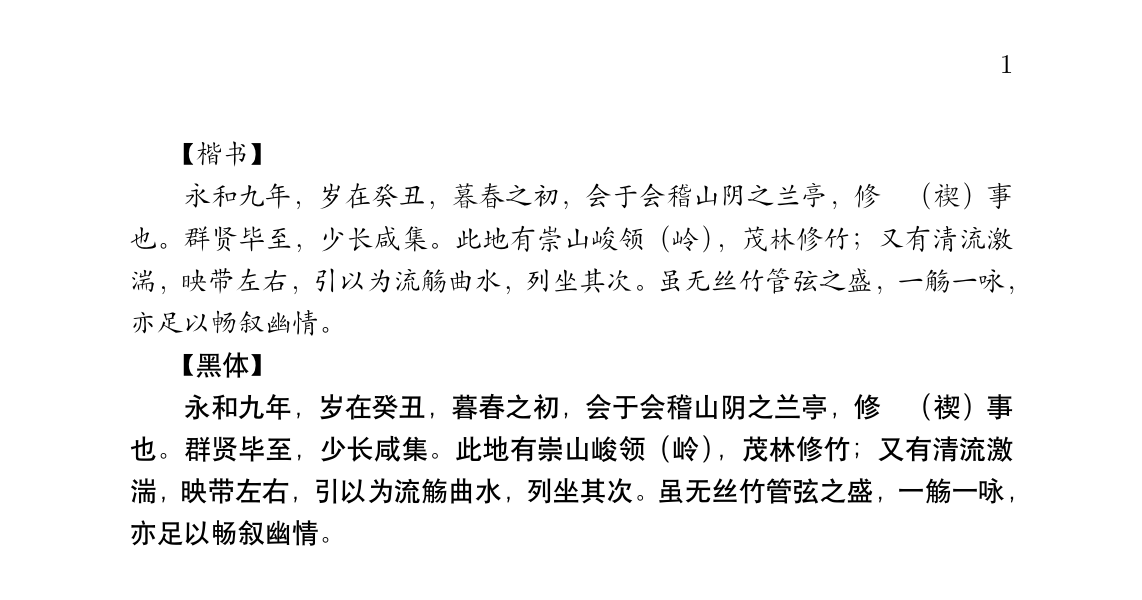 1
【楷书】
永和九年，岁在癸丑，暮春之初，会于会稽山阴之兰亭，修　（禊）事
也。群贤毕至，少长咸集。此地有崇山峻领（岭），茂林修竹；又有清流激
湍，映带左右，引以为流觞曲水，列坐其次。虽无丝竹管弦之盛，一觞一咏，
亦足以畅叙幽情。
【黑体】
永和九年，岁在癸丑，暮春之初，会于会稽山阴之兰亭，修　（禊）事
也。群贤毕至，少长咸集。此地有崇山峻领（岭），茂林修竹；又有清流激
湍，映带左右，引以为流觞曲水，列坐其次。虽无丝竹管弦之盛，一觞一咏，
亦足以畅叙幽情。